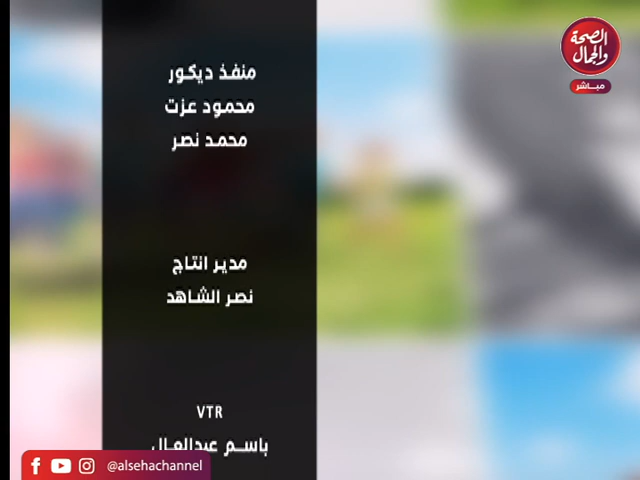 الصحة
والجمال
مباشر
منفذ ديكور
محمود عزت
محمد نصر
مدير انتاج
نصر الشاهد
VTR
باسم عبدالعال
@alsehachannel